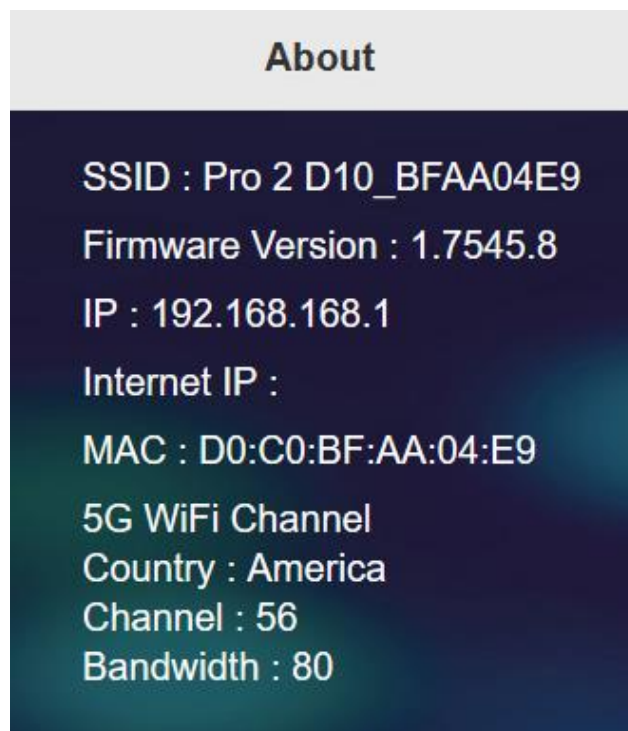 About
SSID : Pro 2 D10_BFAA04E9
Firmware Version : 1.7545.8
IP : 192.168.168.1
Internet IP :
MAC : D0:C0:BF:AA:04:E9
5G WiFi Channel
Country : America
Channel : 56
Bandwidth : 80